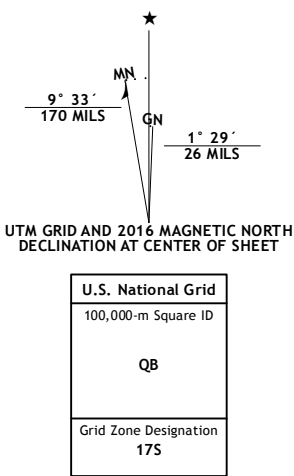 ★
MN
9° 33´
170 MILS
GN
1° 29´
26 MILS
UTM GRID AND 2016 MAGNETIC NORTH
DECLINATION AT CENTER OF SHEET
U.S. National Grid
100,000-m Square ID
QB
Grid Zone Designation
17S